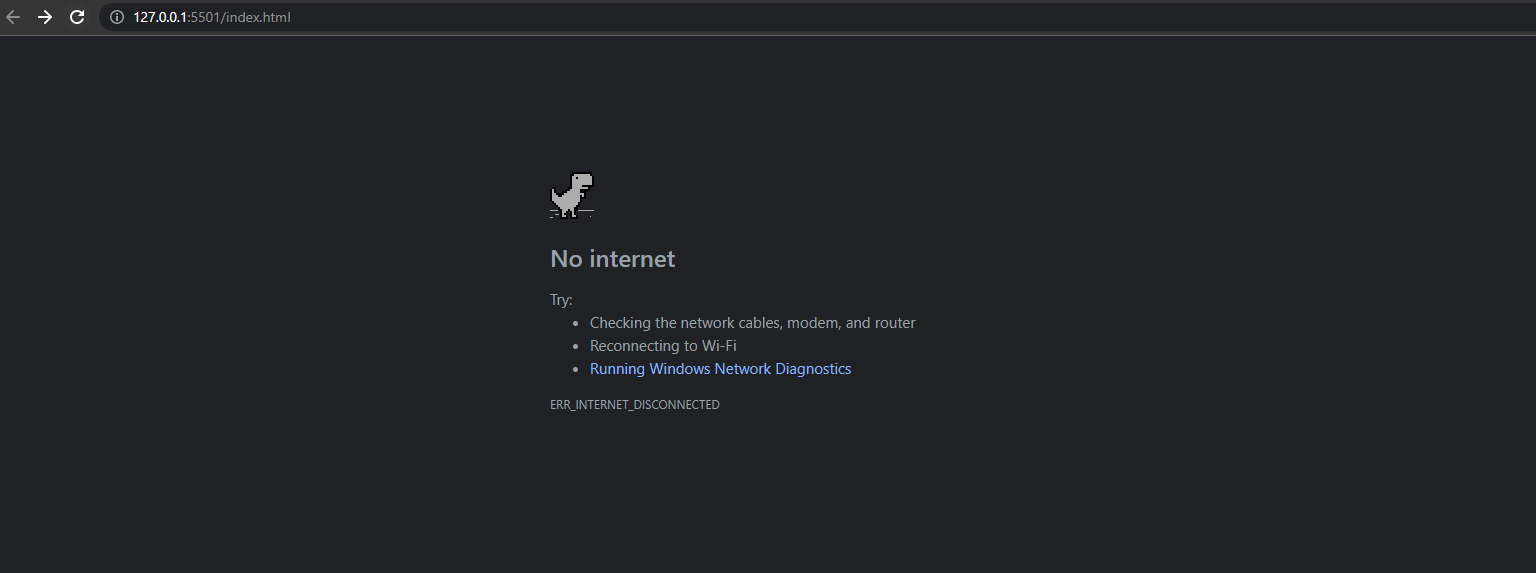 127.0.0.1:5501/index.html
No internet
Try:
• Checking the network cables, modem, and router
• Reconnecting to Wi-Fi
• Running Windows Network Diagnostics
ERR_INTERNET_DISCONNECTED